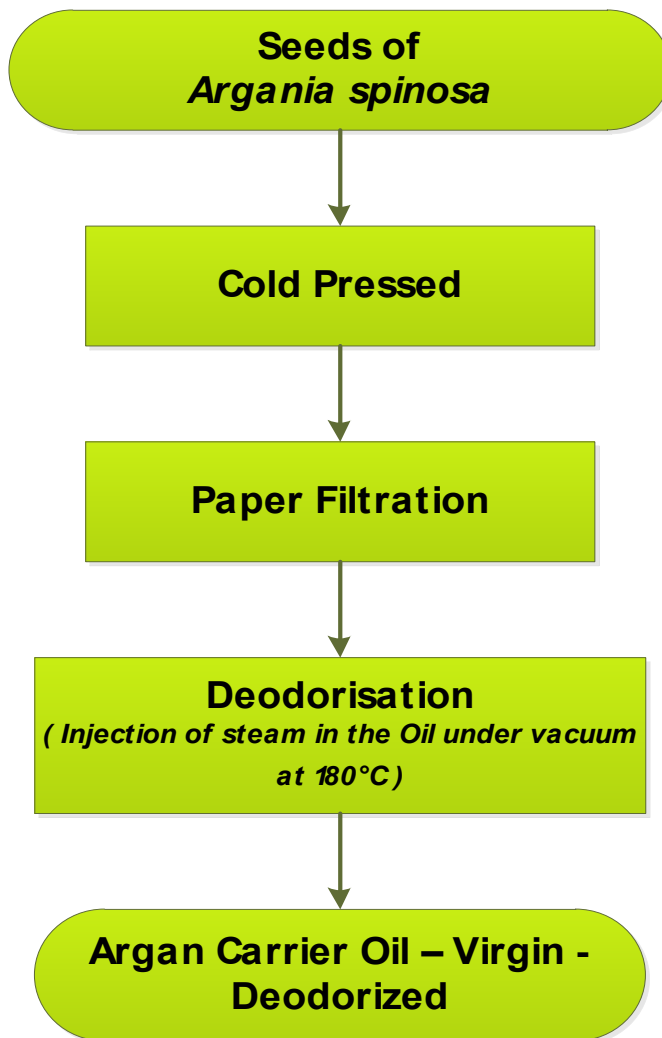 Seeds of
Argania spinosa
Cold Pressed
Paper Filtration
Deodorisation
( Injection of steam in the Oil under vacuum
at 180°C)
Argan Carrier Oil – Virgin -
Deodorized